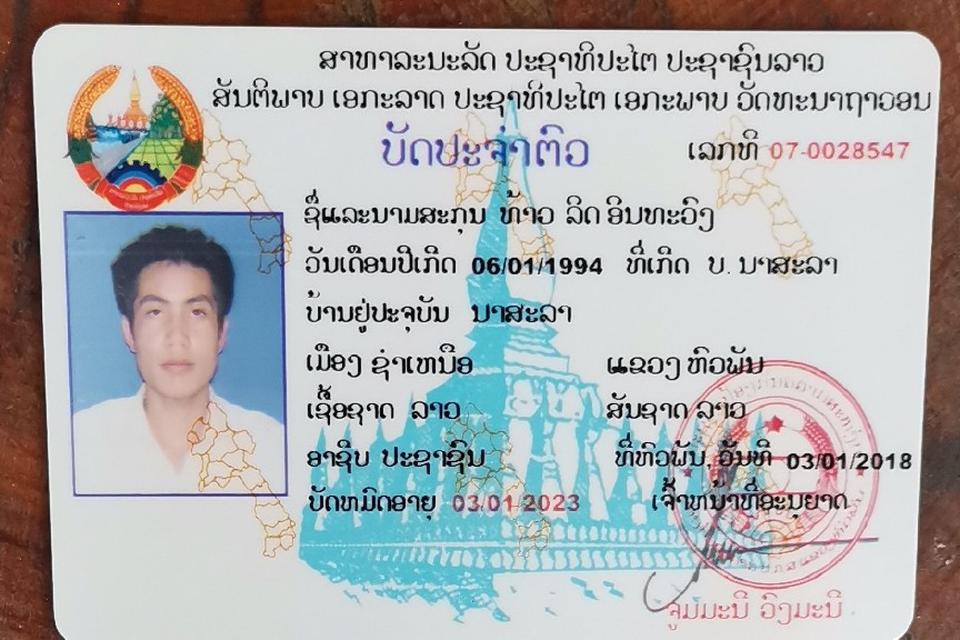 ສາທາລະນະລັດ ປະຊາທິປະໄຕ ປະຊາຊົນລາວ
ສັນຕິພາບ ເອກະລາດ ປະຊາທິປະໄຕ ເອກະພາບ ວັດທະນາຖາວອນ
ບັດປະຈຳຕົວ ເລກທີ 07-0028547
ຊື່ແລະນາມສະກຸນ ທ້າວ ລິດ ອິນທະວົງ
ວັນເດືອນປີເກີດ 06/01/1994 ທີ່ເກີດ ບ. ນາສະລາ
ບ້ານຢູ່ປະຈຸບັນ ນາສະລາ
ເມືອງ ຊຳເຫນືອ ແຂວງ ຫົວພັນ
ເຊື້ອຊາດ ລາວ ສັນຊາດ ລາວ
ອາຊີບ ປະຊາຊົນ ທີ່ຫົວພັນ, ວັນທີ 03/01/2018
ບັດຫມົດອາຍຸ 03/01/2023 ເຈົ້າຫນ້າທີ່ອະນຸຍາດ
ຈູມມະນີ ວົງມະນີ